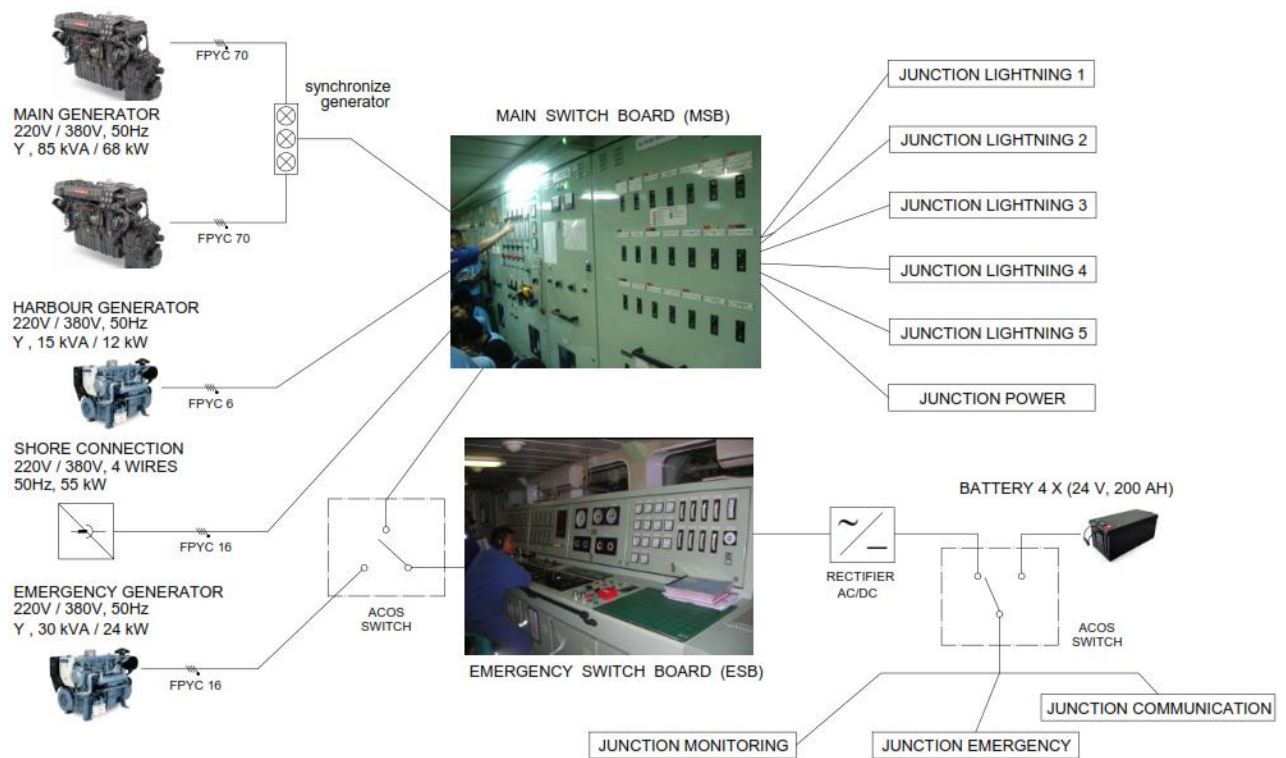 FPYC 70
synchronize
generator
MAIN GENERATOR
220V / 380V, 50Hz
Y , 85 kVA / 68 kW
FPYC 70
HARBOUR GENERATOR
220V / 380V, 50Hz
Y , 15 kVA / 12 kW
FPYC 6
SHORE CONNECTION
220V / 380V, 4 WIRES
50Hz, 55 kW
FPYC 16
EMERGENCY GENERATOR
220V / 380V, 50Hz
Y , 30 kVA / 24 kW
FPYC 16
ACOS
SWITCH
MAIN SWITCH BOARD (MSB)
JUNCTION LIGHTNING 1
JUNCTION LIGHTNING 2
JUNCTION LIGHTNING 3
JUNCTION LIGHTNING 4
JUNCTION LIGHTNING 5
JUNCTION POWER
EMERGENCY SWITCH BOARD (ESB)
RECTIFIER
AC/DC
BATTERY 4 X (24 V, 200 AH)
ACOS
SWITCH
JUNCTION COMMUNICATION
JUNCTION MONITORING
JUNCTION EMERGENCY